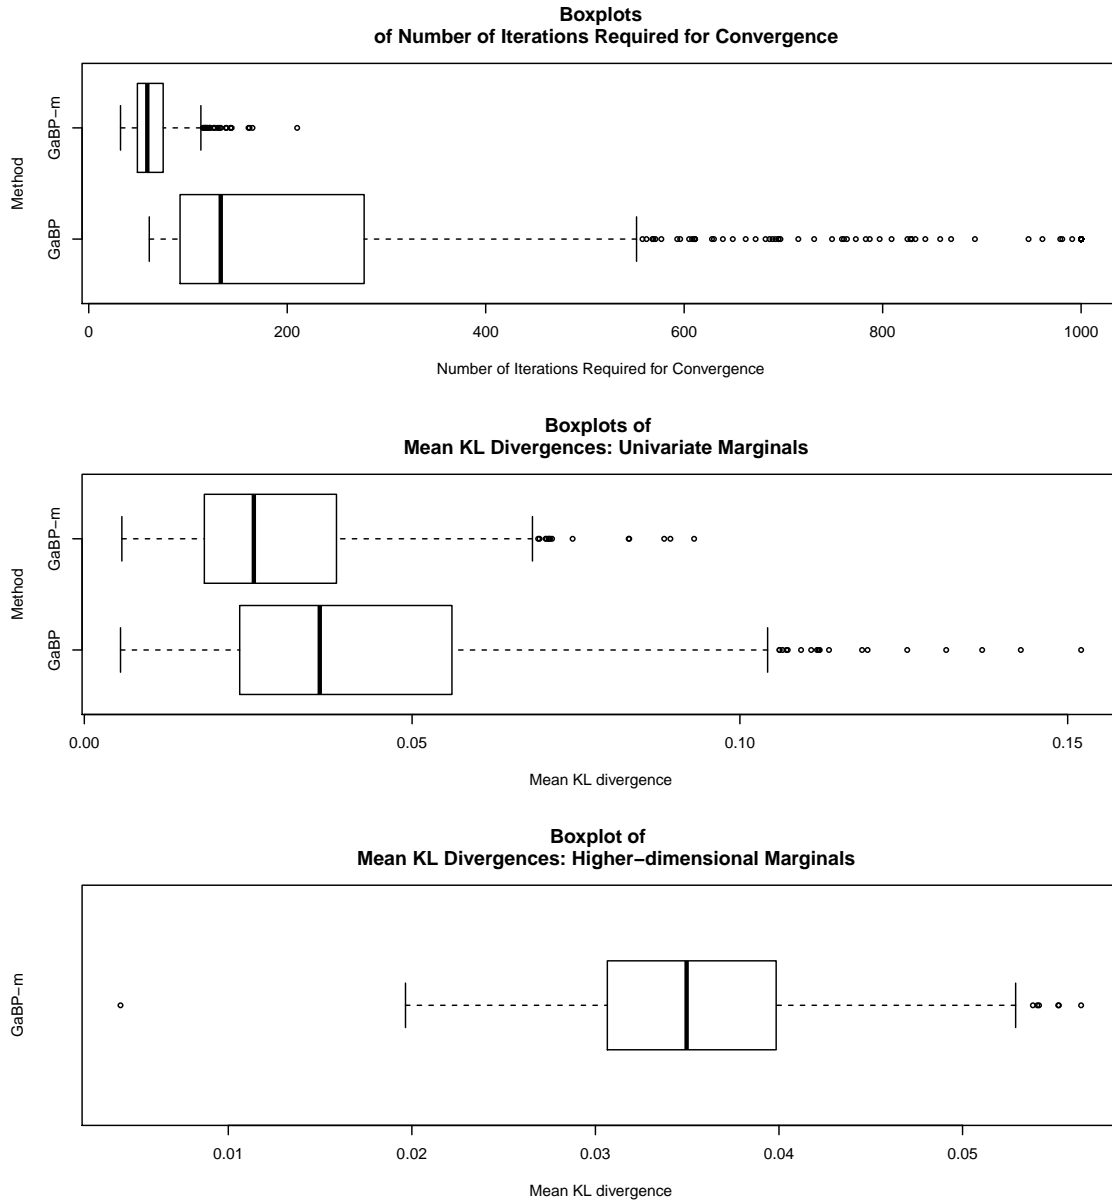 Boxplots
of Number of Iterations Required for Convergence
Method
GaBP−m
GaBP
0 200 400 600 800 1000
Number of Iterations Required for Convergence
Boxplots of
Mean KL Divergences: Univariate Marginals
Method
GaBP−m
GaBP
0.00 0.05 0.10 0.15
Mean KL divergence
Boxplot of
Mean KL Divergences: Higher−dimensional Marginals
GaBP−m
0.01 0.02 0.03 0.04 0.05
Mean KL divergence